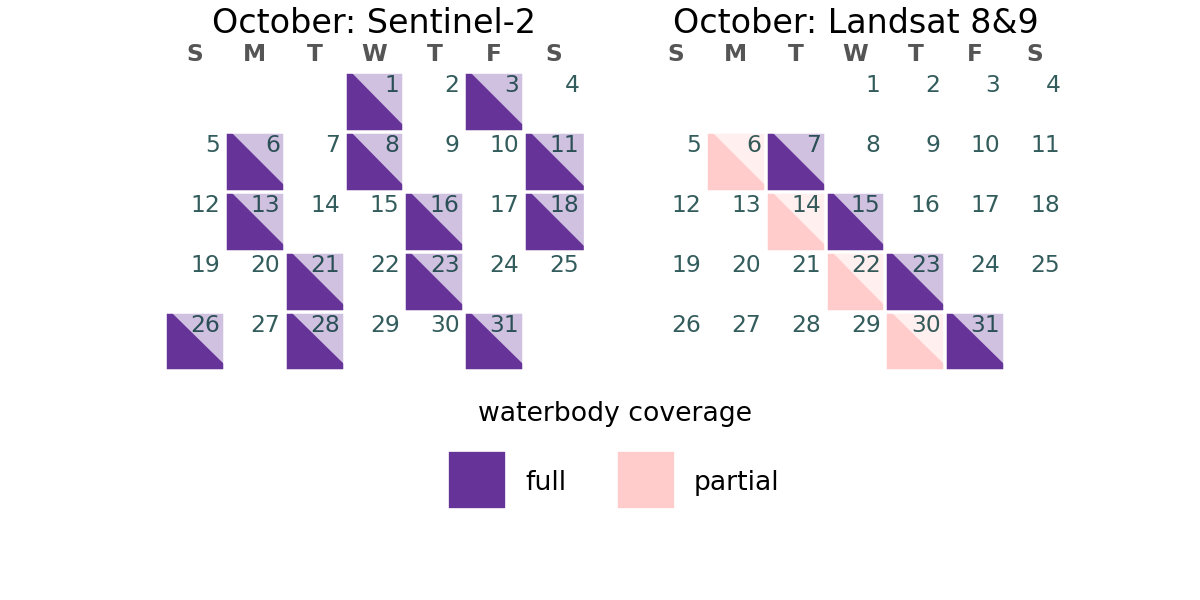 October: Sentinel-2
S M T W T F S
1 2 3 4
5 6 7 8 9 10 11
12 13 14 15 16 17 18
19 20 21 22 23 24 25
26 27 28 29 30 31
October: Landsat 8&9
S M T W T F S
1 2 3 4
5 6 7 8 9 10 11
12 13 14 15 16 17 18
19 20 21 22 23 24 25
26 27 28 29 30 31
waterbody coverage
full
partial